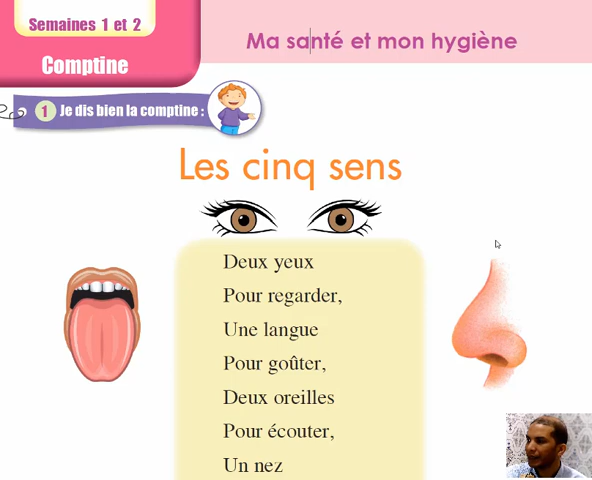 Semaines 1 et 2
Comptine
Ma santé et mon hygiène
1 Je dis bien la comptine :
Les cinq sens
Deux yeux
Pour regarder,
Une langue
Pour goûter,
Deux oreilles
Pour écouter,
Un nez